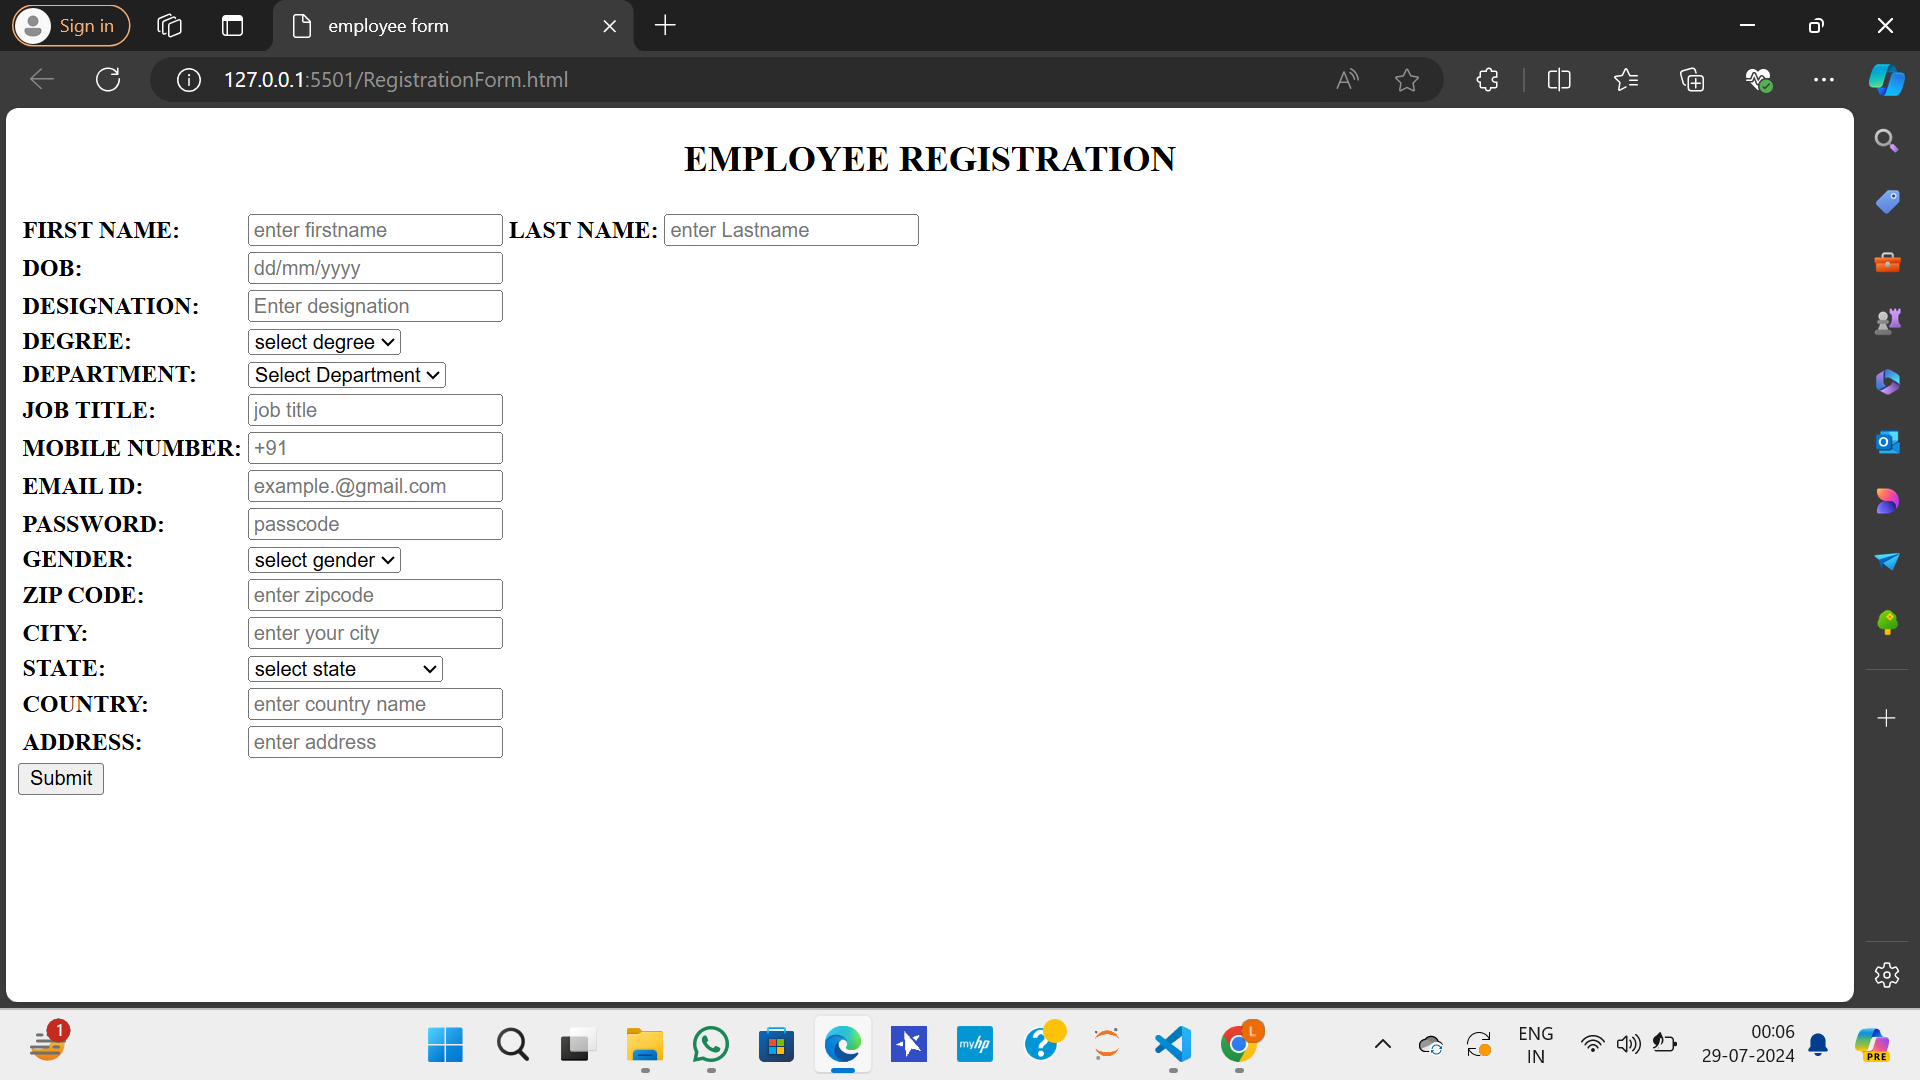 Sign in
employee form
127.0.0.1:5501/RegistrationForm.html
EMPLOYEE REGISTRATION
FIRST NAME: enter firstname LAST NAME: enter Lastname
DOB: dd/mm/yyyy
DESIGNATION: Enter designation
DEGREE: select degree
DEPARTMENT: Select Department
JOB TITLE: job title
MOBILE NUMBER: +91
EMAIL ID: example.@gmail.com
PASSWORD: passcode
GENDER: select gender
ZIP CODE: enter zipcode
CITY: enter your city
STATE: select state
COUNTRY: enter country name
ADDRESS: enter address
Submit
1
myhp
L
ENG
IN
00:06
29-07-2024
PRE